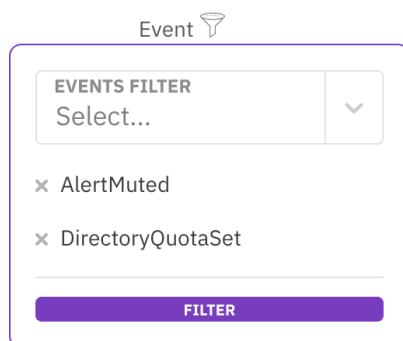 Event
EVENTS FILTER
Select...
AlertMuted
DirectoryQuotaSet
FILTER